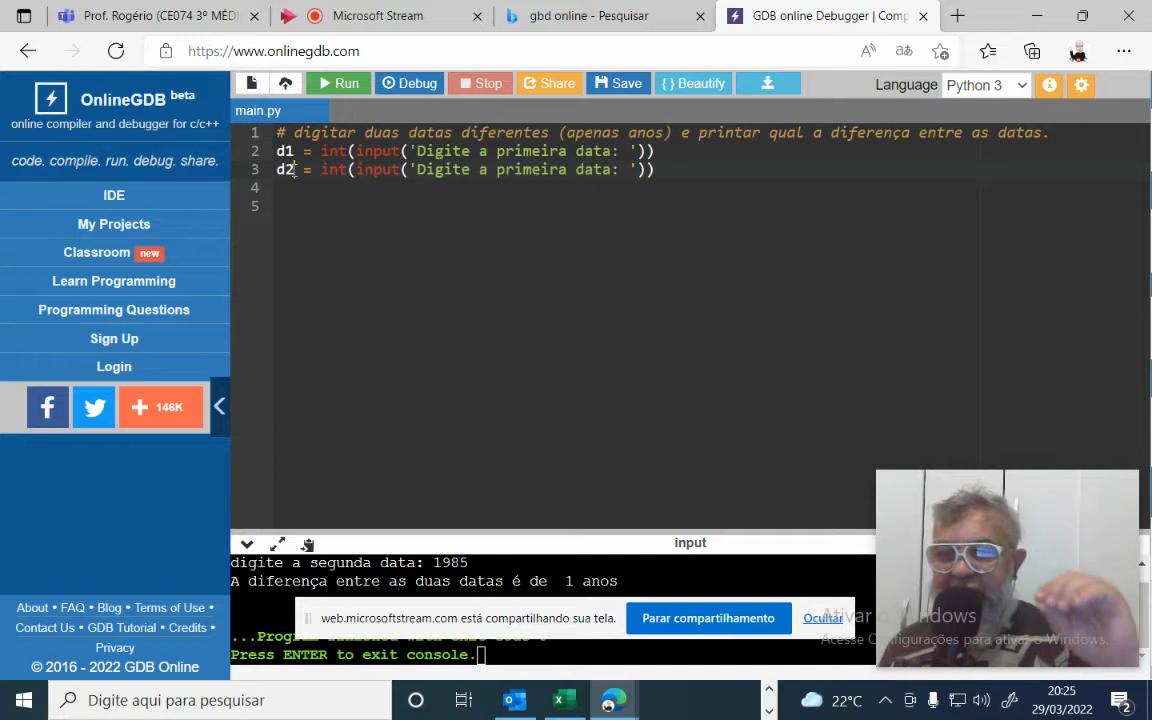 Prof. Rogério (CE074 3º MÉD
Microsoft Stream
gbd online - Pesquisar
GDB online Debugger | Comp
https://www.onlinegdb.com
OnlineGDB beta
online compiler and debugger for c/c++
code. compile. run. debug. share.
IDE
My Projects
Classroom new
Learn Programming
Programming Questions
Sign Up
Login
146K
About • FAQ • Blog • Terms of Use •
Contact Us • GDB Tutorial • Credits •
Privacy
© 2016 - 2022 GDB Online
Run
Debug
Stop
Share
Save
{ } Beautify
Language Python 3
main.py
1 # digitar duas datas diferentes (apenas anos) e printar qual a diferença entre as datas.
2 d1 = int(input('Digite a primeira data: '))
3 d2 = int(input('Digite a primeira data: '))
4
5
input
digite a segunda data: 1985
A diferença entre as duas datas é de  1 anos
web.microsoftstream.com está compartilhando sua tela.
Parar compartilhamento
Ocultar
...Program finished with exit code 0
Press ENTER to exit console.
Ativar o Windows
Acesse Configurações para ativar o Windows.
Digite aqui para pesquisar
22°C
20:25
29/03/2022
2